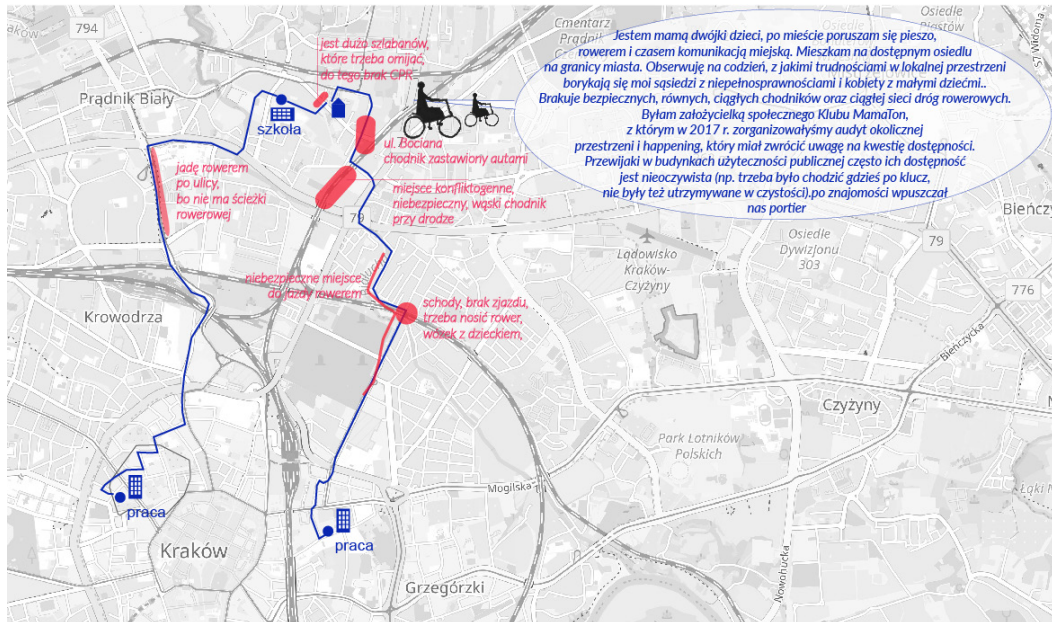 794
Prądnik Biały
jest dużo szlabanów,
które trzeba omijać,
do tego brak CPR
szkoła
ul. Bociana
chodnik zastawiony autami
jadę rowerem
po ulicy,
bo nie ma ścieżki
rowerowej
miejsce konfliktogenne,
niebezpieczny, wąski chodnik
przy drodze
79
niebezpieczne miejsce
do jazdy rowerem
schody, brak zjazdu,
trzeba nosić rower,
wózek z dzieckiem,
Krowodrza
praca
praca
Kraków
Mogilska
Grzegórzki
Cmentarz
Osiedle
Jestem mamą dwójki dzieci, po mieście poruszam się pieszo,
rowerem i czasem komunikacją miejską. Mieszkam na dostępnym osiedlu
na granicy miasta. Obserwuję na codzień, z jakimi trudnościami w lokalnej przestrzeni
borykają się moi sąsiedzi z niepełnosprawnościami i kobiety z małymi dziećmi..
Brakuje bezpiecznych, równych, ciągłych chodników oraz ciągłej sieci dróg rowerowych.
Byłam założycielką społecznego Klubu MamaTon,
z którym w 2017 r. zorganizowałyśmy audyt okolicznej
przestrzeni i happening, który miał zwrócić uwagę na kwestię dostępności.
Przewijaki w budynkach użyteczności publicznej często ich dostępność
jest nieoczywista (np. trzeba było chodzić gdzieś po klucz,
nie były też utrzymywane w czystości).po znajomości wpuszczał
nas portier
S7
Lądowisko
Kraków-
Czyżyny
Osiedle
Dywizjonu
303
79
776
Bieńczycka
Czyżyny
Park Lotników
Polskich
Nowohucka